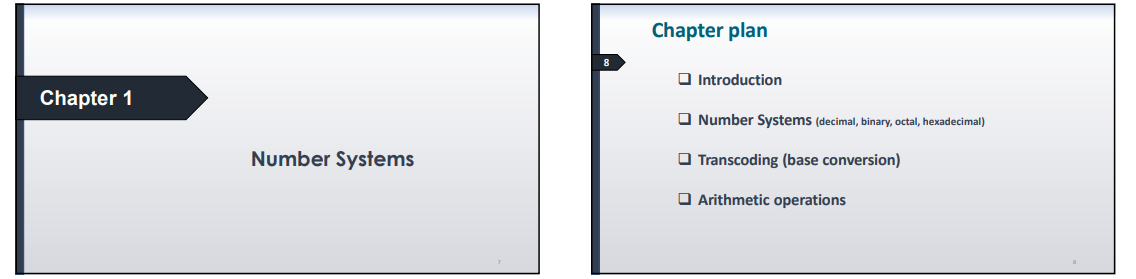 Chapter 1
Number Systems
7
Chapter plan
8
❑ Introduction
❑ Number Systems (decimal, binary, octal, hexadecimal)
❑ Transcoding (base conversion)
❑ Arithmetic operations
8